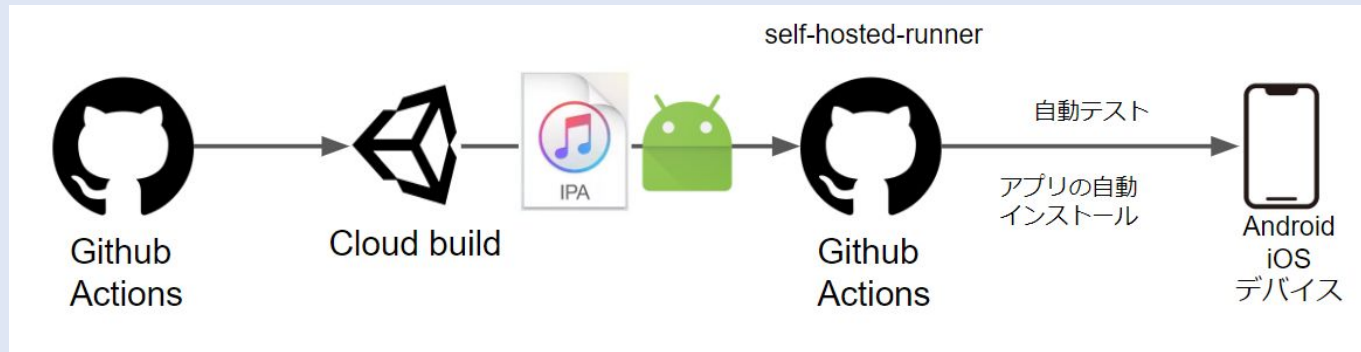 self-hosted-runner
Github
Actions
Cloud build
IPA
Github
Actions
自動テスト
アプリの自動
インストール
Android
iOS
デバイス